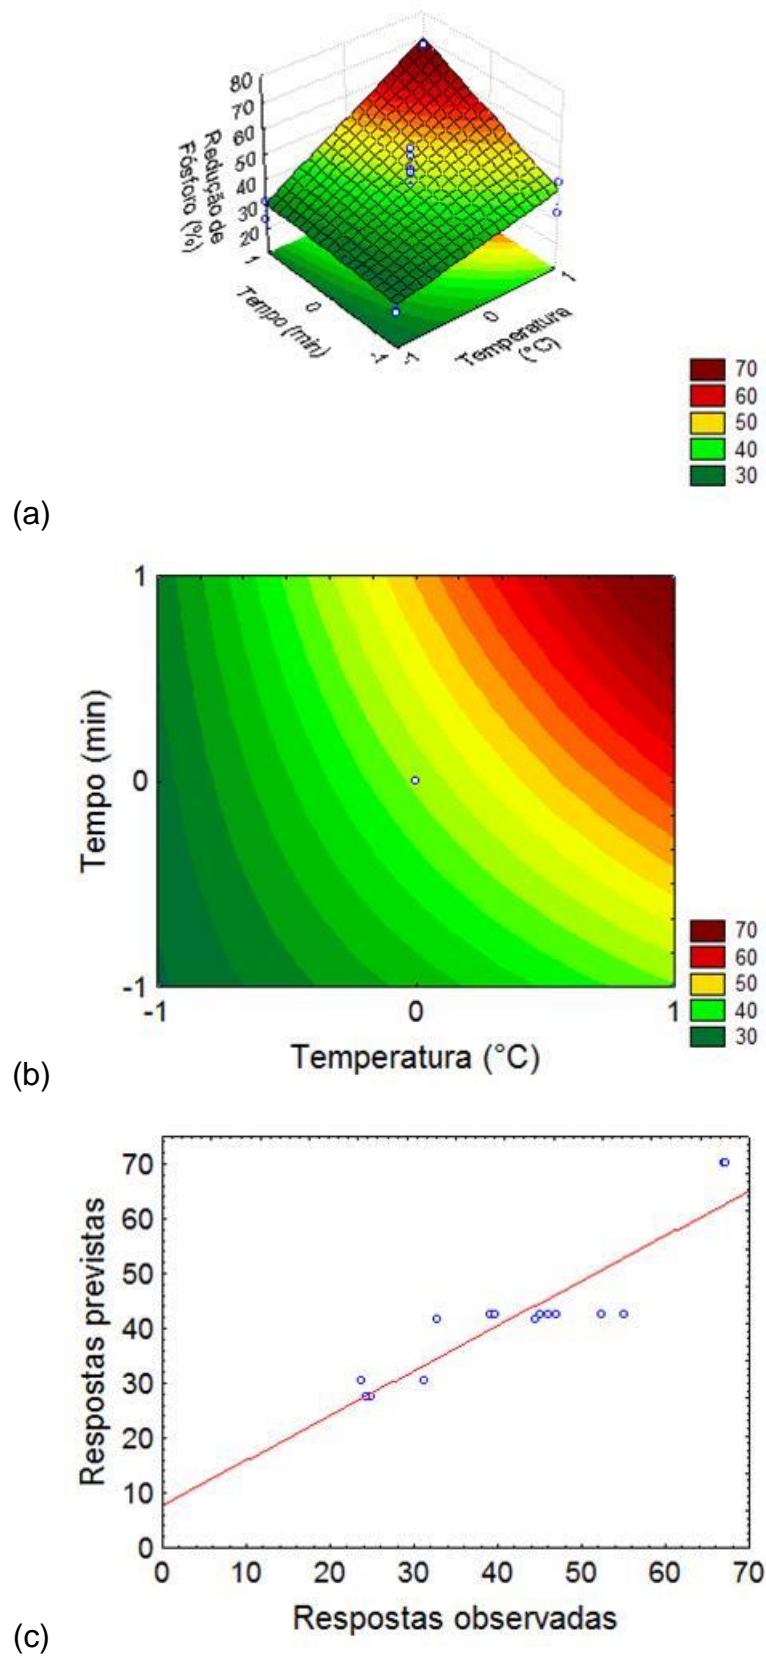 80
70
60
50
40
30
20
Redução de
Fósforo (%)
1
0
-1
Tempo (min)
-1
0
1
Temperatura
(°C)
70
60
50
40
30
(a)
1
0
-1
Tempo (min)
-1
0
1
Temperatura (°C)
70
60
50
40
30
(b)
70
60
50
40
30
20
10
0
Respostas previstas
0 10 20 30 40 50 60 70
Respostas observadas
(c)